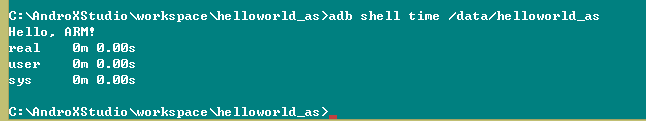 C:\AndroXStudio\workspace\helloworld_as>adb shell time /data/helloworld_as
Hello, ARM!
real    0m 0.00s
user    0m 0.00s
sys     0m 0.00s
C:\AndroXStudio\workspace\helloworld_as>